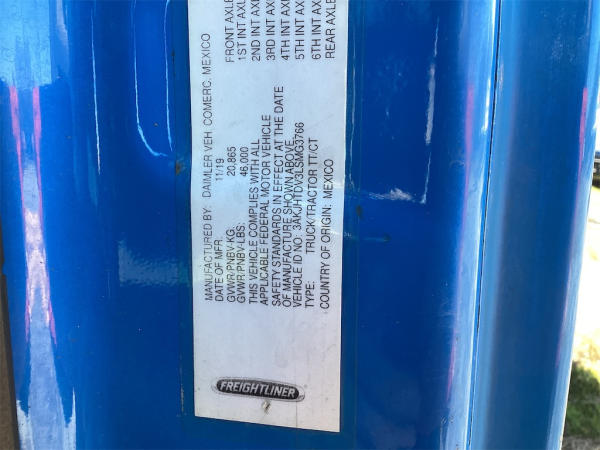 MANUFACTURED BY: DAIMLER VEH. COMERC. MEXICO
DATE OF MFR. 11/19
GVWR/PNBV-KG. 20,865
GVWR/PNBV-LBS: 46,000
THIS VEHICLE COMPLIES WITH ALL
APPLICABLE FEDERAL MOTOR VEHICLE
SAFETY STANDARDS IN EFFECT AT THE DATE
OF MANUFACTURE SHOWN ABOVE.
VEHICLE ID NO: 3AKJHTDV3LSMG3766
TYPE: TRUCK/TRACTOR TT/CT
COUNTRY OF ORIGIN: MEXICO
FRONT AXLE
1ST INT AXL
2ND INT AX
3RD INT AX
4TH INT AX
5TH INT AX
6TH INT AX
REAR AXLE
FREIGHTLINER